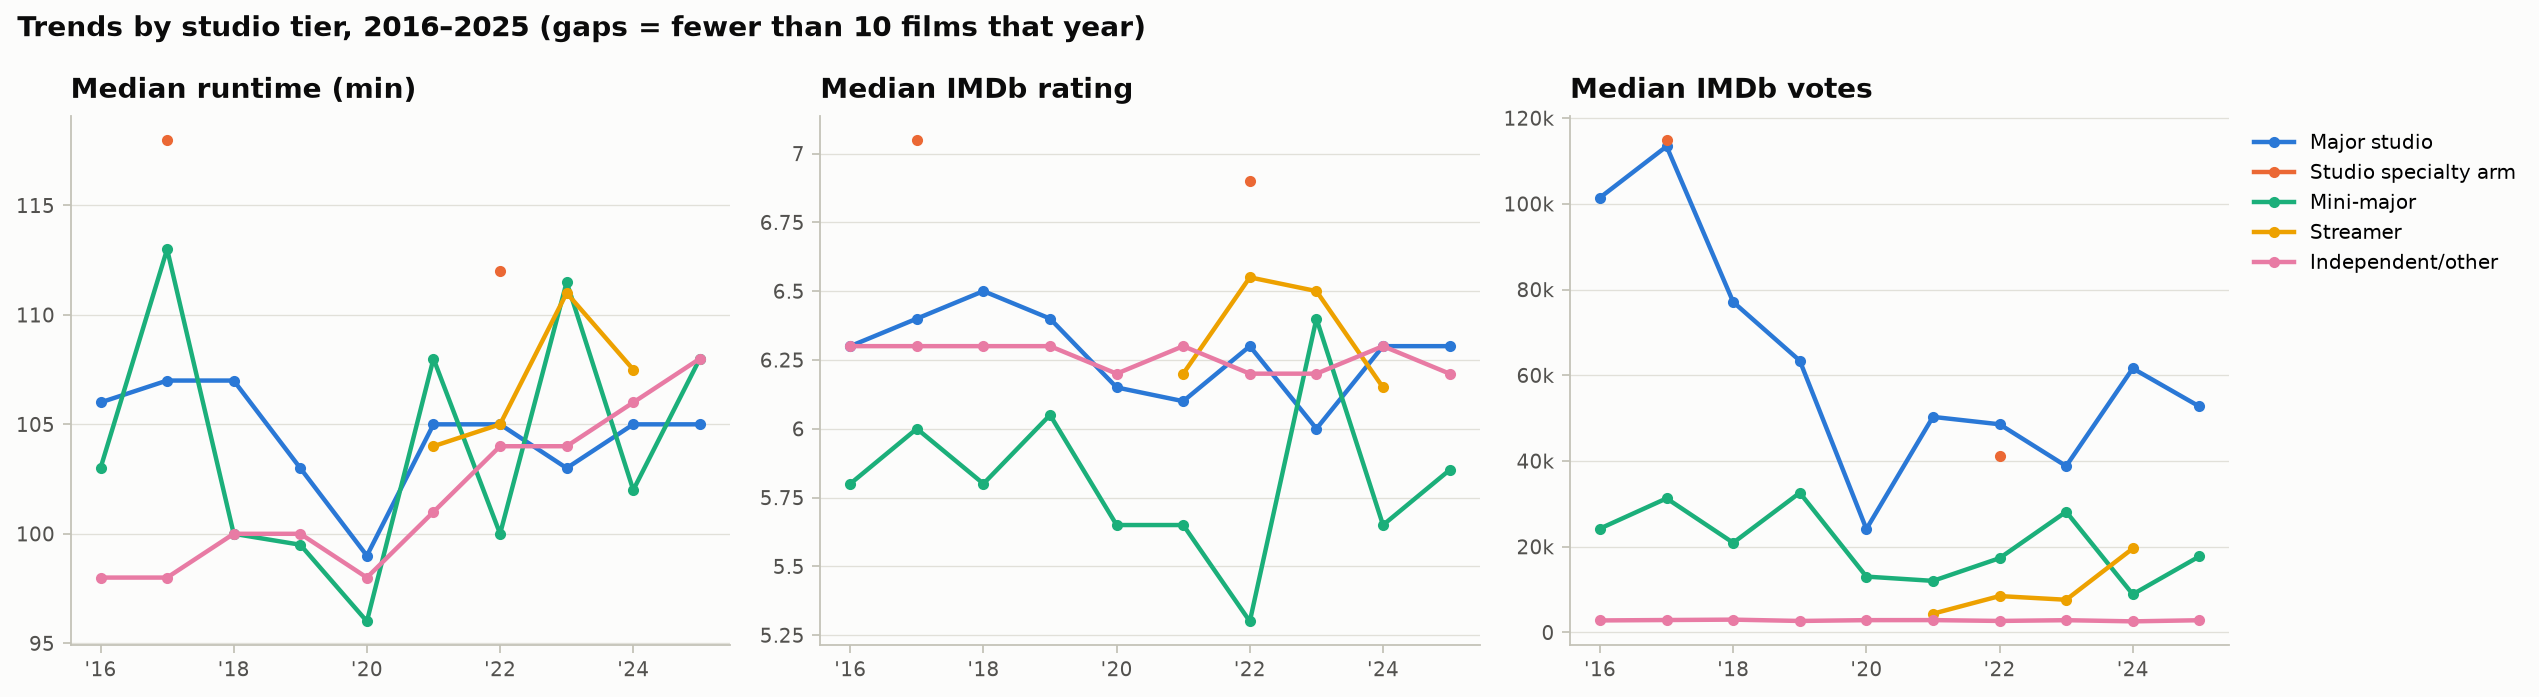 Trends by studio tier, 2016–2025 (gaps = fewer than 10 films that year)
Median runtime (min)
115
110
105
100
95
'16
'18
'20
'22
'24
Median IMDb rating
7
6.75
6.5
6.25
6
5.75
5.5
5.25
'16
'18
'20
'22
'24
Median IMDb votes
120k
100k
80k
60k
40k
20k
0
'16
'18
'20
'22
'24
Major studio
Studio specialty arm
Mini-major
Streamer
Independent/other